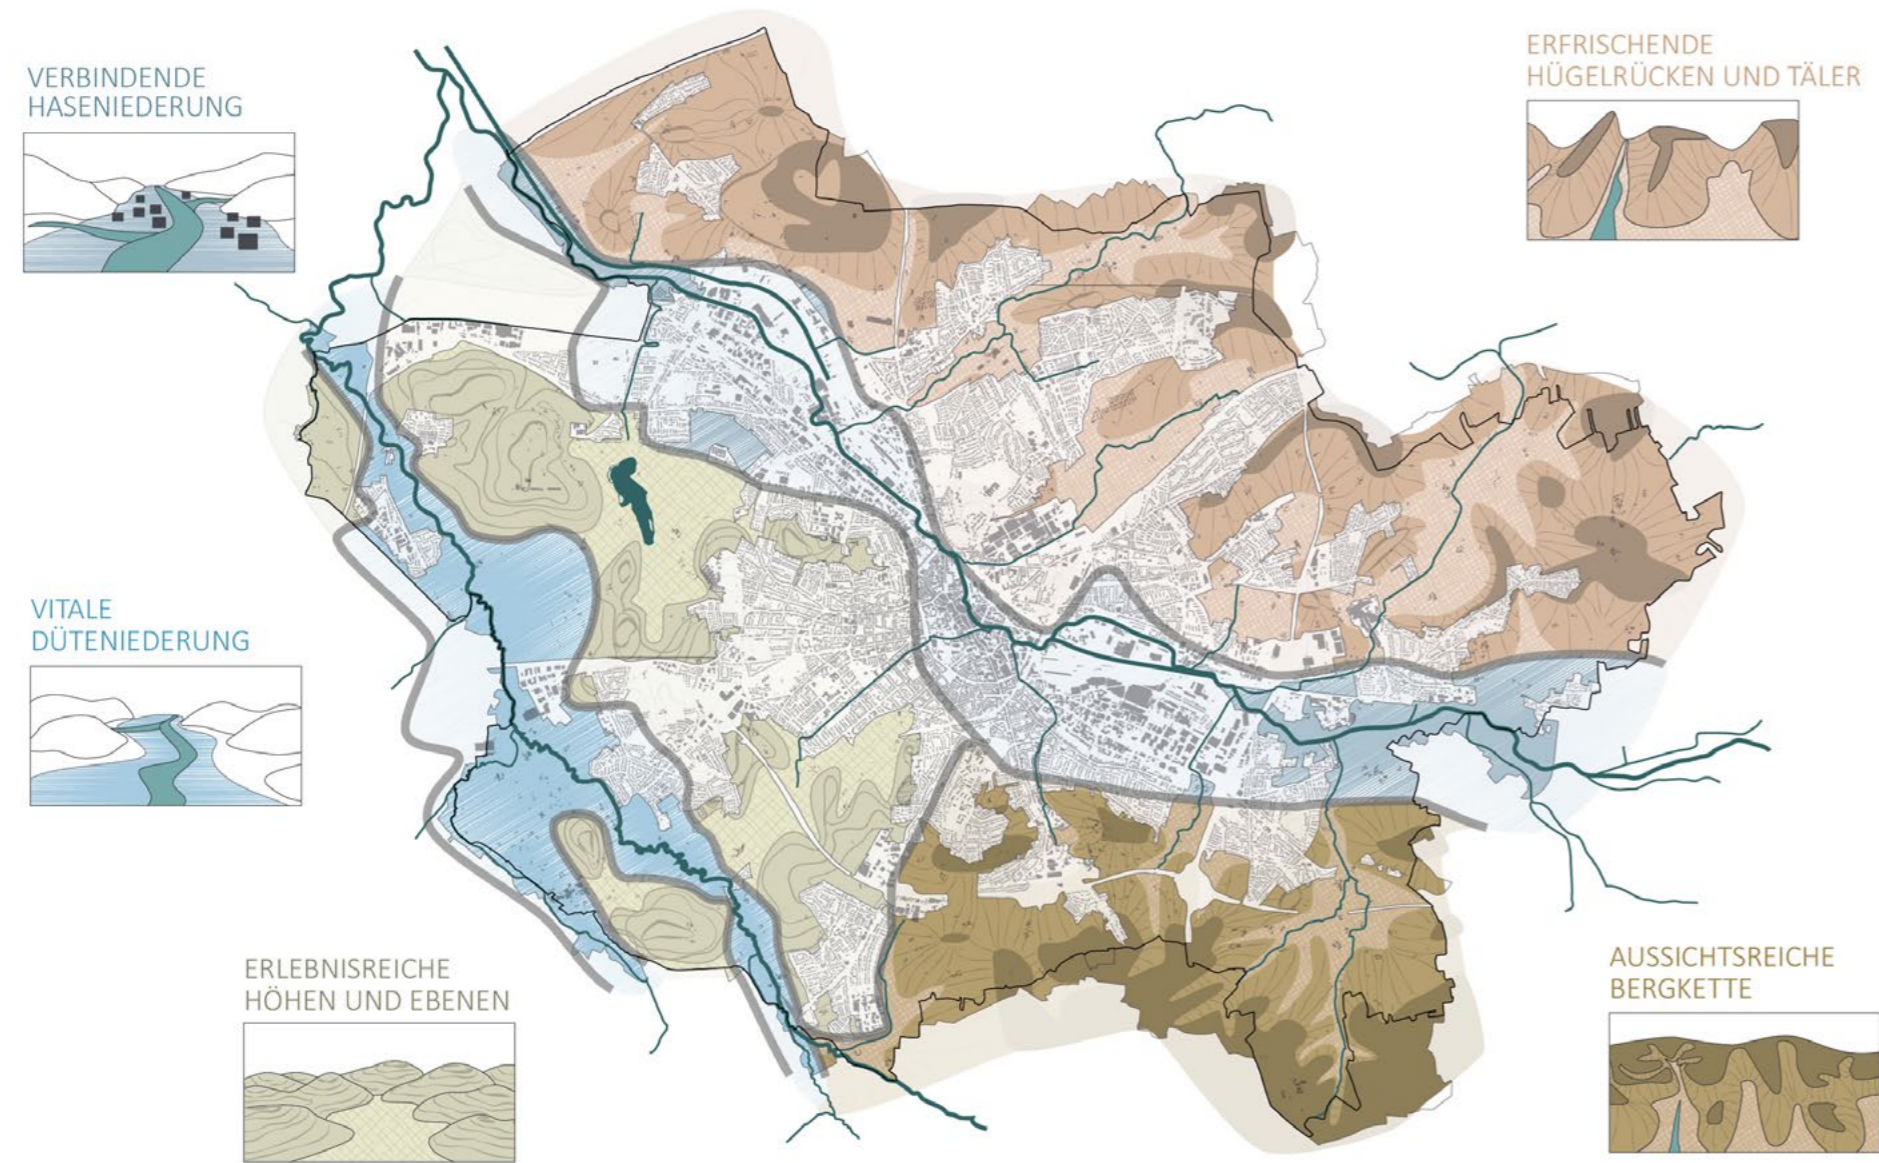 VERBINDENDE
HASENIEDERUNG
ERFRISCHENDE
HÜGELRÜCKEN UND TÄLER
VITALE
DÜTENIEDERUNG
ERLEBNISREICHE
HÖHEN UND EBENEN
AUSSICHTSREICHE
BERGKETTE